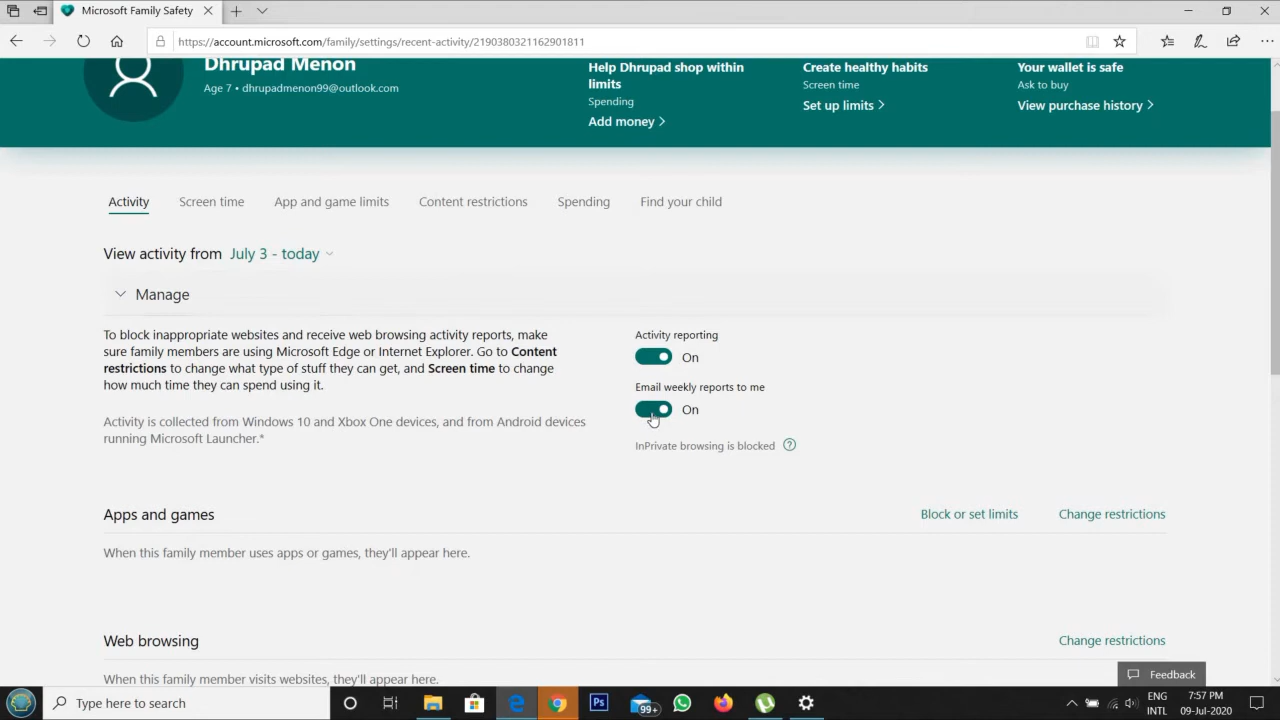 Microsoft Family Safety
https://account.microsoft.com/family/settings/recent-activity/2190380321162901811
Dhrupad Menon
Age 7 • dhrupadmenon99@outlook.com
Help Dhrupad shop within
limits
Spending
Add money
Create healthy habits
Screen time
Set up limits
Your wallet is safe
Ask to buy
View purchase history
Activity
Screen time
App and game limits
Content restrictions
Spending
Find your child
View activity from July 3 - today
Manage
To block inappropriate websites and receive web browsing activity reports, make
sure family members are using Microsoft Edge or Internet Explorer. Go to Content
restrictions to change what type of stuff they can get, and Screen time to change
how much time they can spend using it.
Activity is collected from Windows 10 and Xbox One devices, and from Android devices
running Microsoft Launcher.*
Activity reporting
On
Email weekly reports to me
On
InPrivate browsing is blocked
Apps and games
Block or set limits
Change restrictions
When this family member uses apps or games, they'll appear here.
Web browsing
Change restrictions
When this family member visits websites, they'll appear here.
Feedback
Type here to search
Ps
99+
ENG
INTL
7:57 PM
09-Jul-2020